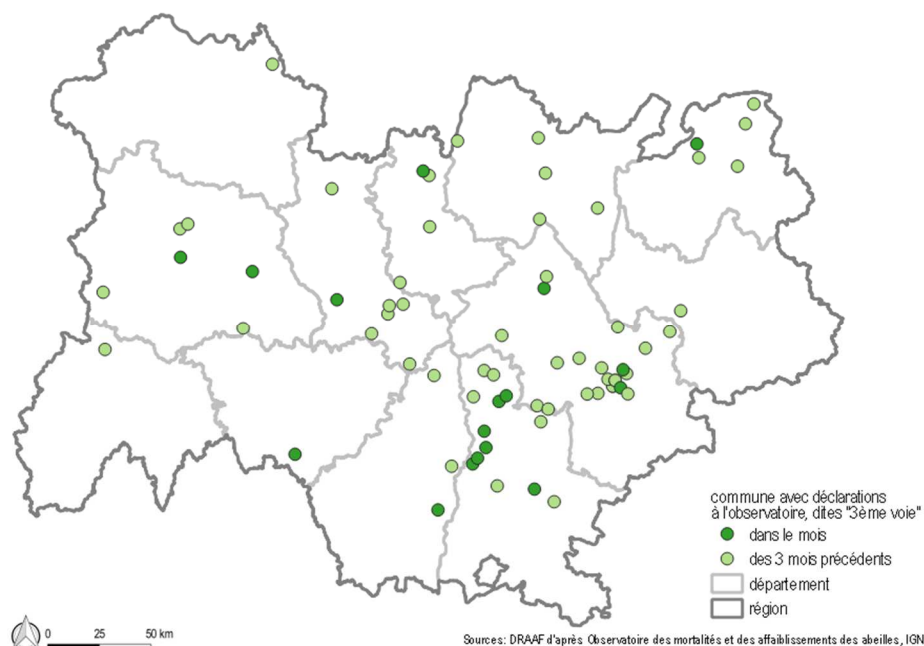 commune avec déclarations
à l'observatoire, dites "3ème voie"
dans le mois
des 3 mois précédents
département
région
0 25 50 km
Sources: DRAAF d'après Observatoire des mortalités et des affaiblissements des abeilles, IGN